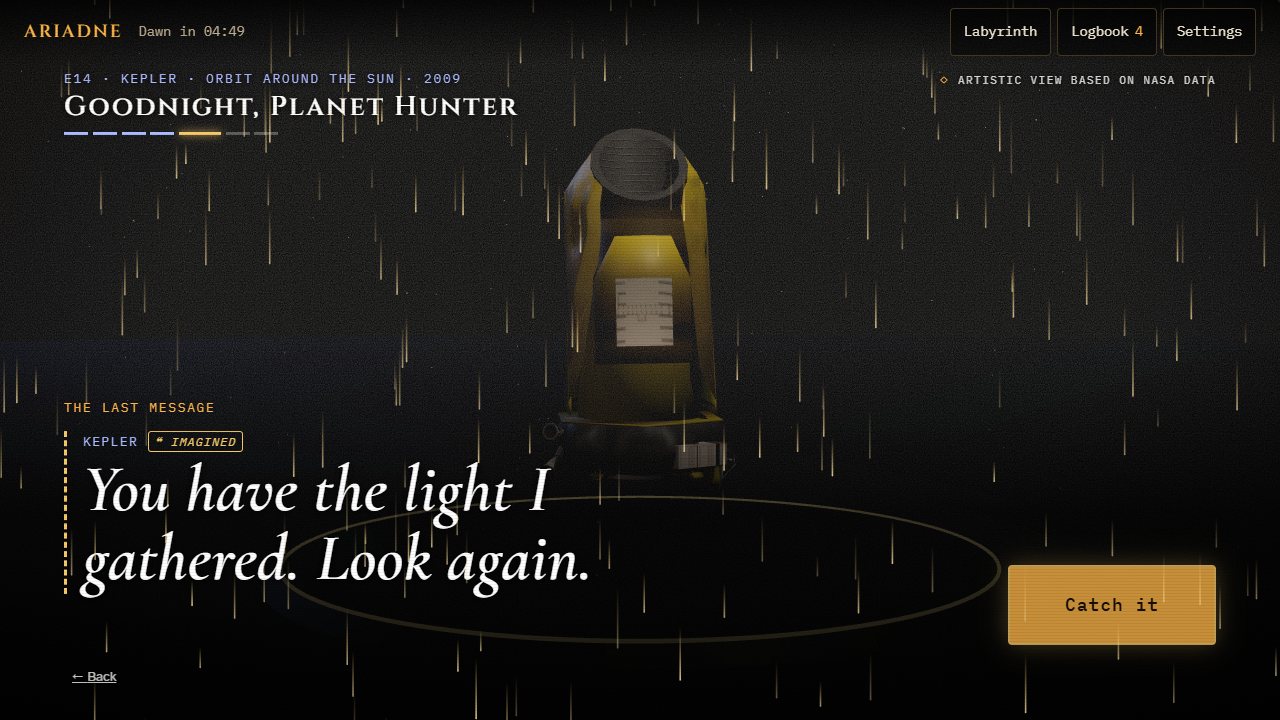 ARIADNE Dawn in 04:49 Labyrinth Logbook 4 Settings
E14 · KEPLER · ORBIT AROUND THE SUN · 2009
◇ ARTISTIC VIEW BASED ON NASA DATA
Goodnight, Planet Hunter
THE LAST MESSAGE
KEPLER ❝ IMAGINED
You have the light I
gathered. Look again.
Catch it
← Back